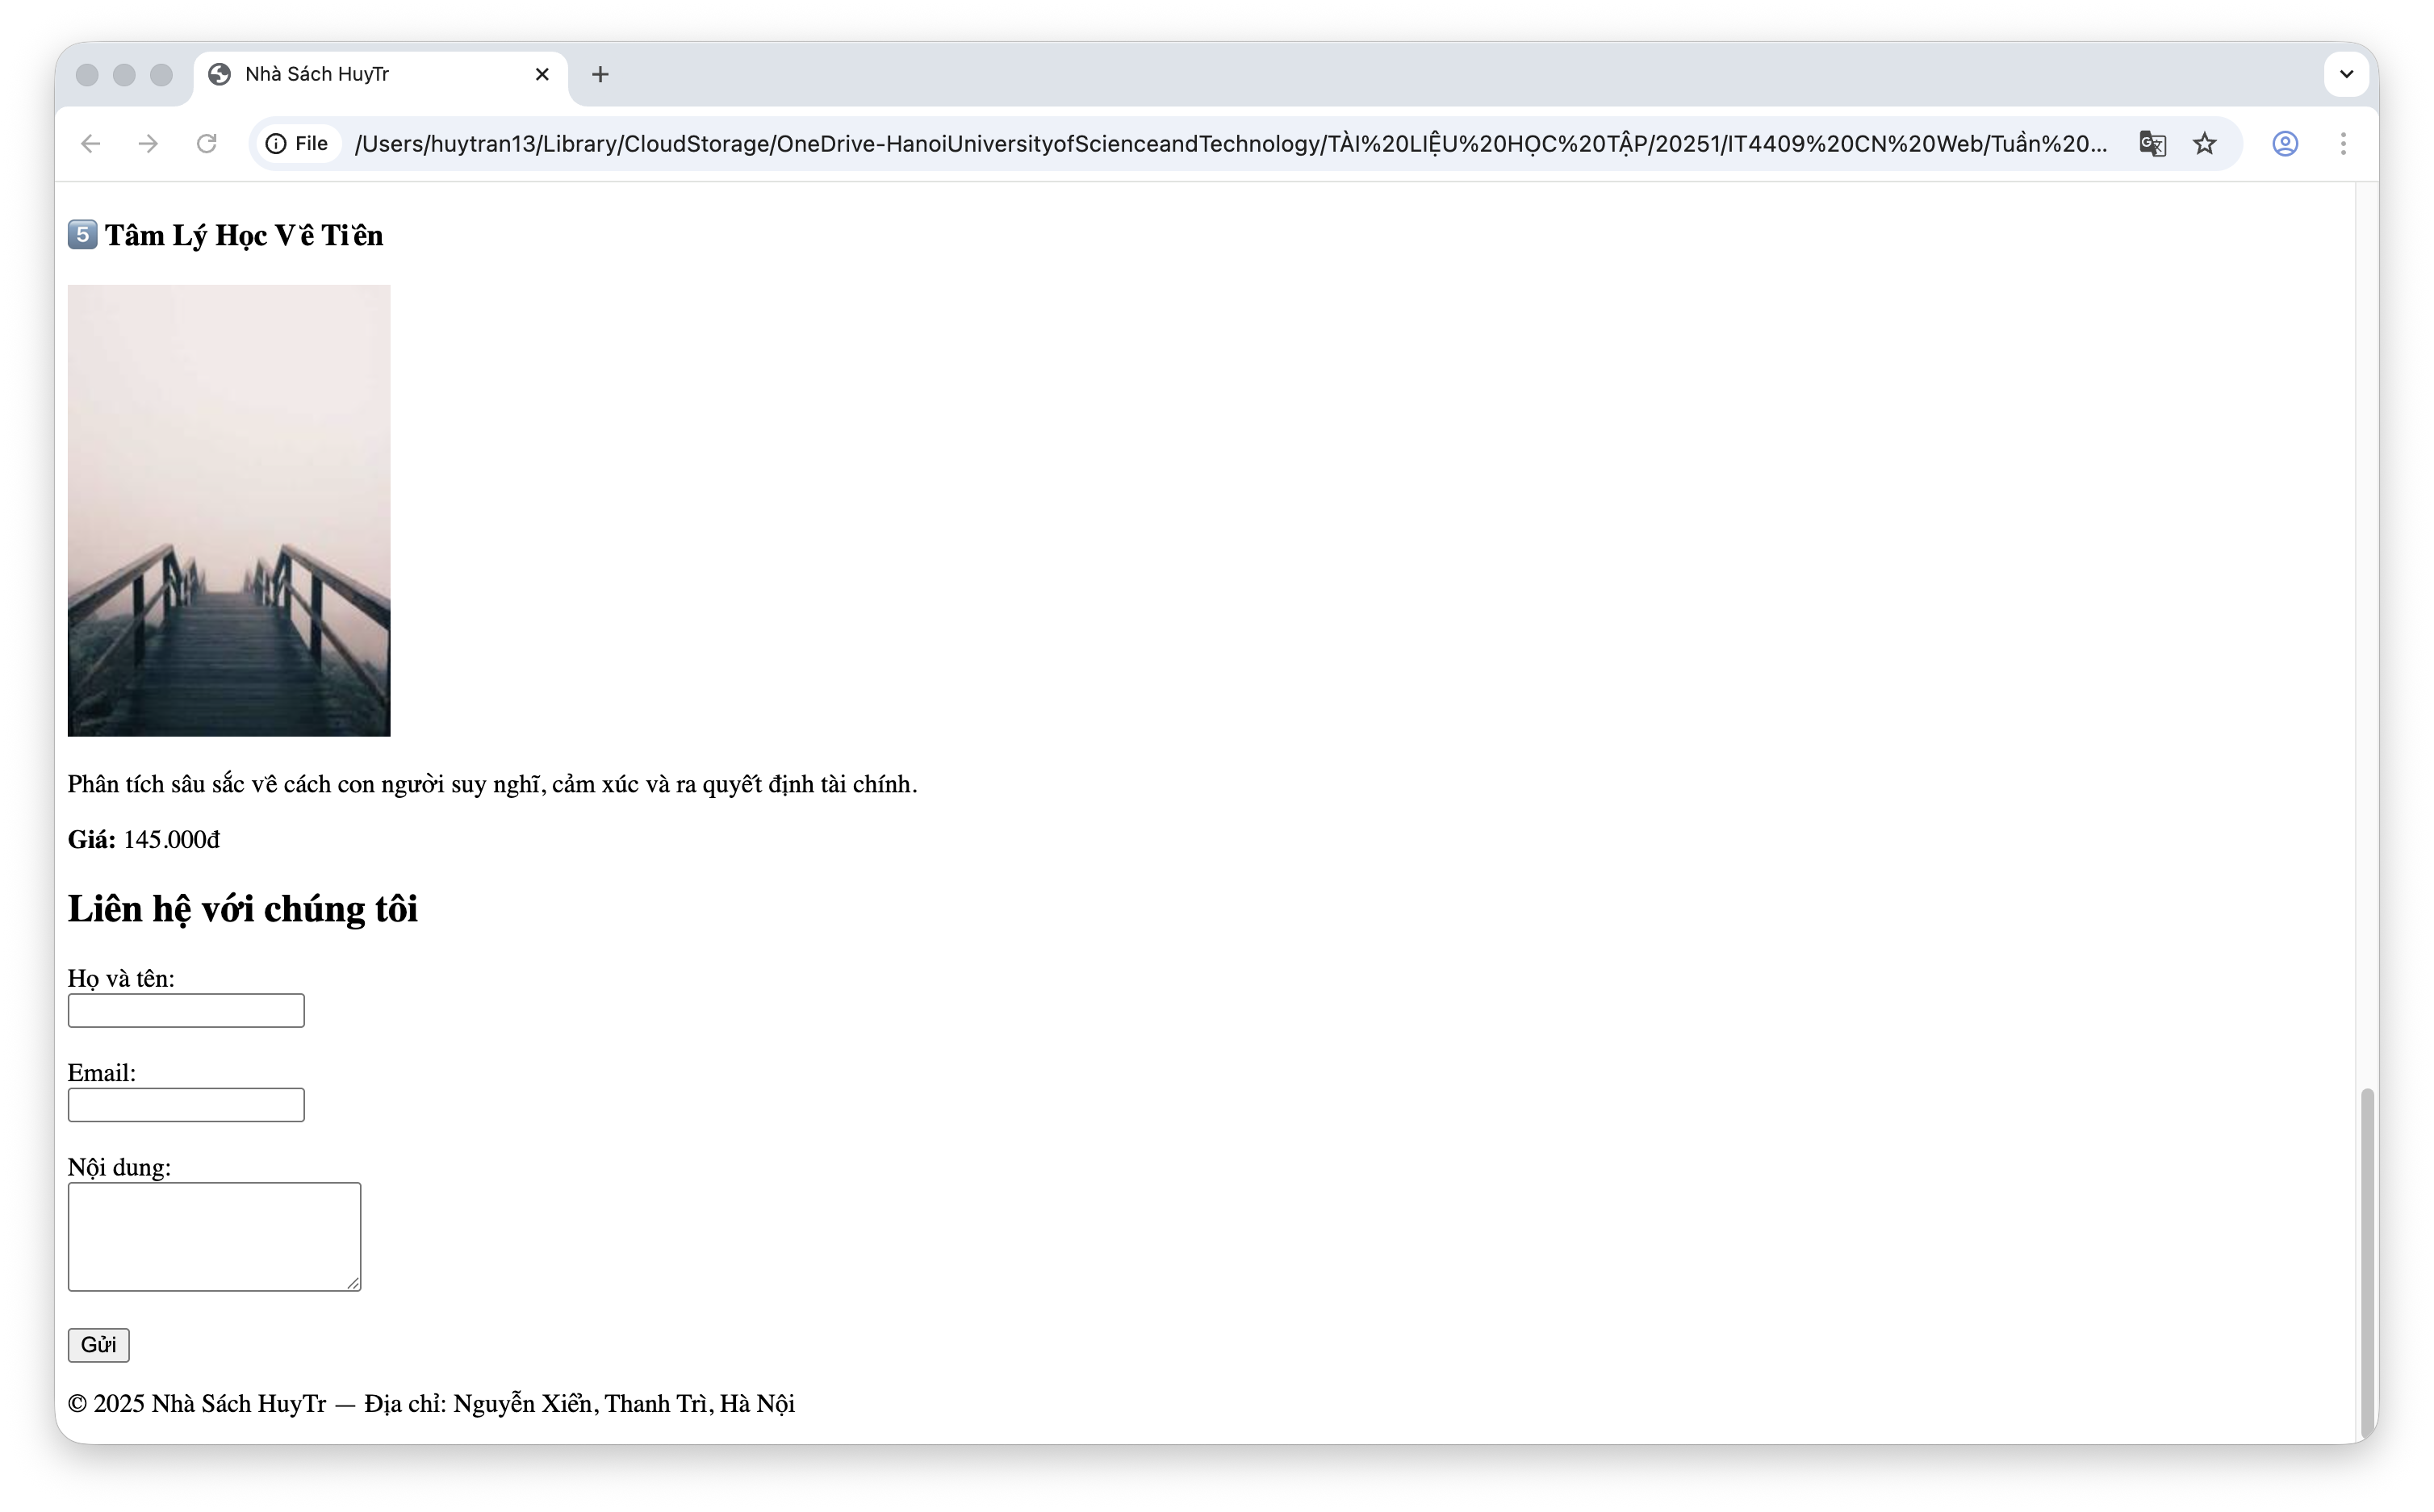 Nhà Sách HuyTr
File
/Users/huytran13/Library/CloudStorage/OneDrive-HanoiUniversityofScienceandTechnology/TÀI%20LIỆU%20HỌC%20TẬP/20251/IT4409%20CN%20Web/Tuần%20...
5 Tâm Lý Học Về Tiền
Phân tích sâu sắc về cách con người suy nghĩ, cảm xúc và ra quyết định tài chính.
Giá: 145.000đ
Liên hệ với chúng tôi
Họ và tên:
Email:
Nội dung:
Gửi
© 2025 Nhà Sách HuyTr — Địa chỉ: Nguyễn Xiển, Thanh Trì, Hà Nội